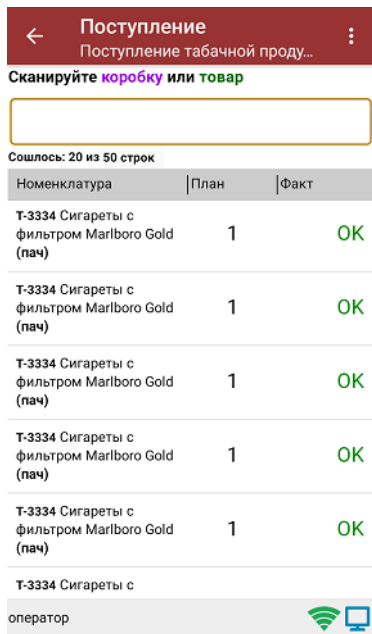 Поступление
Поступление табачной проду...
Сканируйте коробку или товар
Сошлось: 20 из 50 строк
Номенклатура План Факт
Т-3334 Сигареты с
фильтром Marlboro Gold 1 OK
(пач)
Т-3334 Сигареты с
фильтром Marlboro Gold 1 OK
(пач)
Т-3334 Сигареты с
фильтром Marlboro Gold 1 OK
(пач)
Т-3334 Сигареты с
фильтром Marlboro Gold 1 OK
(пач)
Т-3334 Сигареты с
фильтром Marlboro Gold 1 OK
(пач)
Т-3334 Сигареты с
оператор